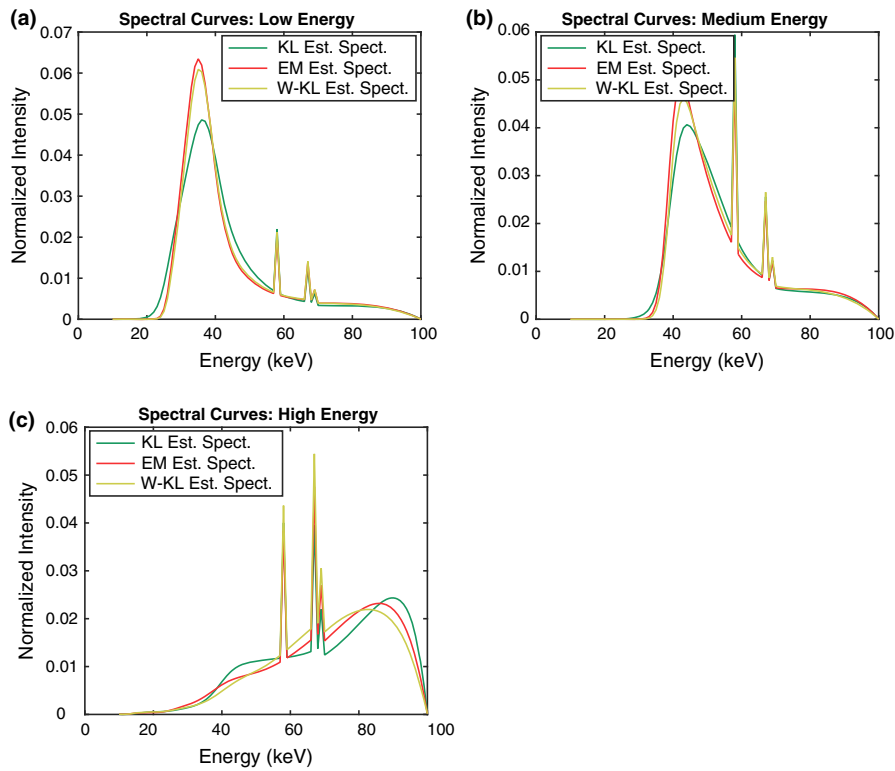 (a)
Spectral Curves: Low Energy
0.07
0.06
0.05
0.04
0.03
0.02
0.01
0
Normalized Intensity
KL Est. Spect.
EM Est. Spect.
W-KL Est. Spect.
0 20 40 60 80 100
Energy (keV)
(b)
Spectral Curves: Medium Energy
0.06
0.05
0.04
0.03
0.02
0.01
0
Normalized Intensity
KL Est. Spect.
EM Est. Spect.
W-KL Est. Spect.
0 20 40 60 80 100
Energy (keV)
(c)
Spectral Curves: High Energy
0.06
0.05
0.04
0.03
0.02
0.01
0
Normalized Intensity
KL Est. Spect.
EM Est. Spect.
W-KL Est. Spect.
0 20 40 60 80 100
Energy (keV)